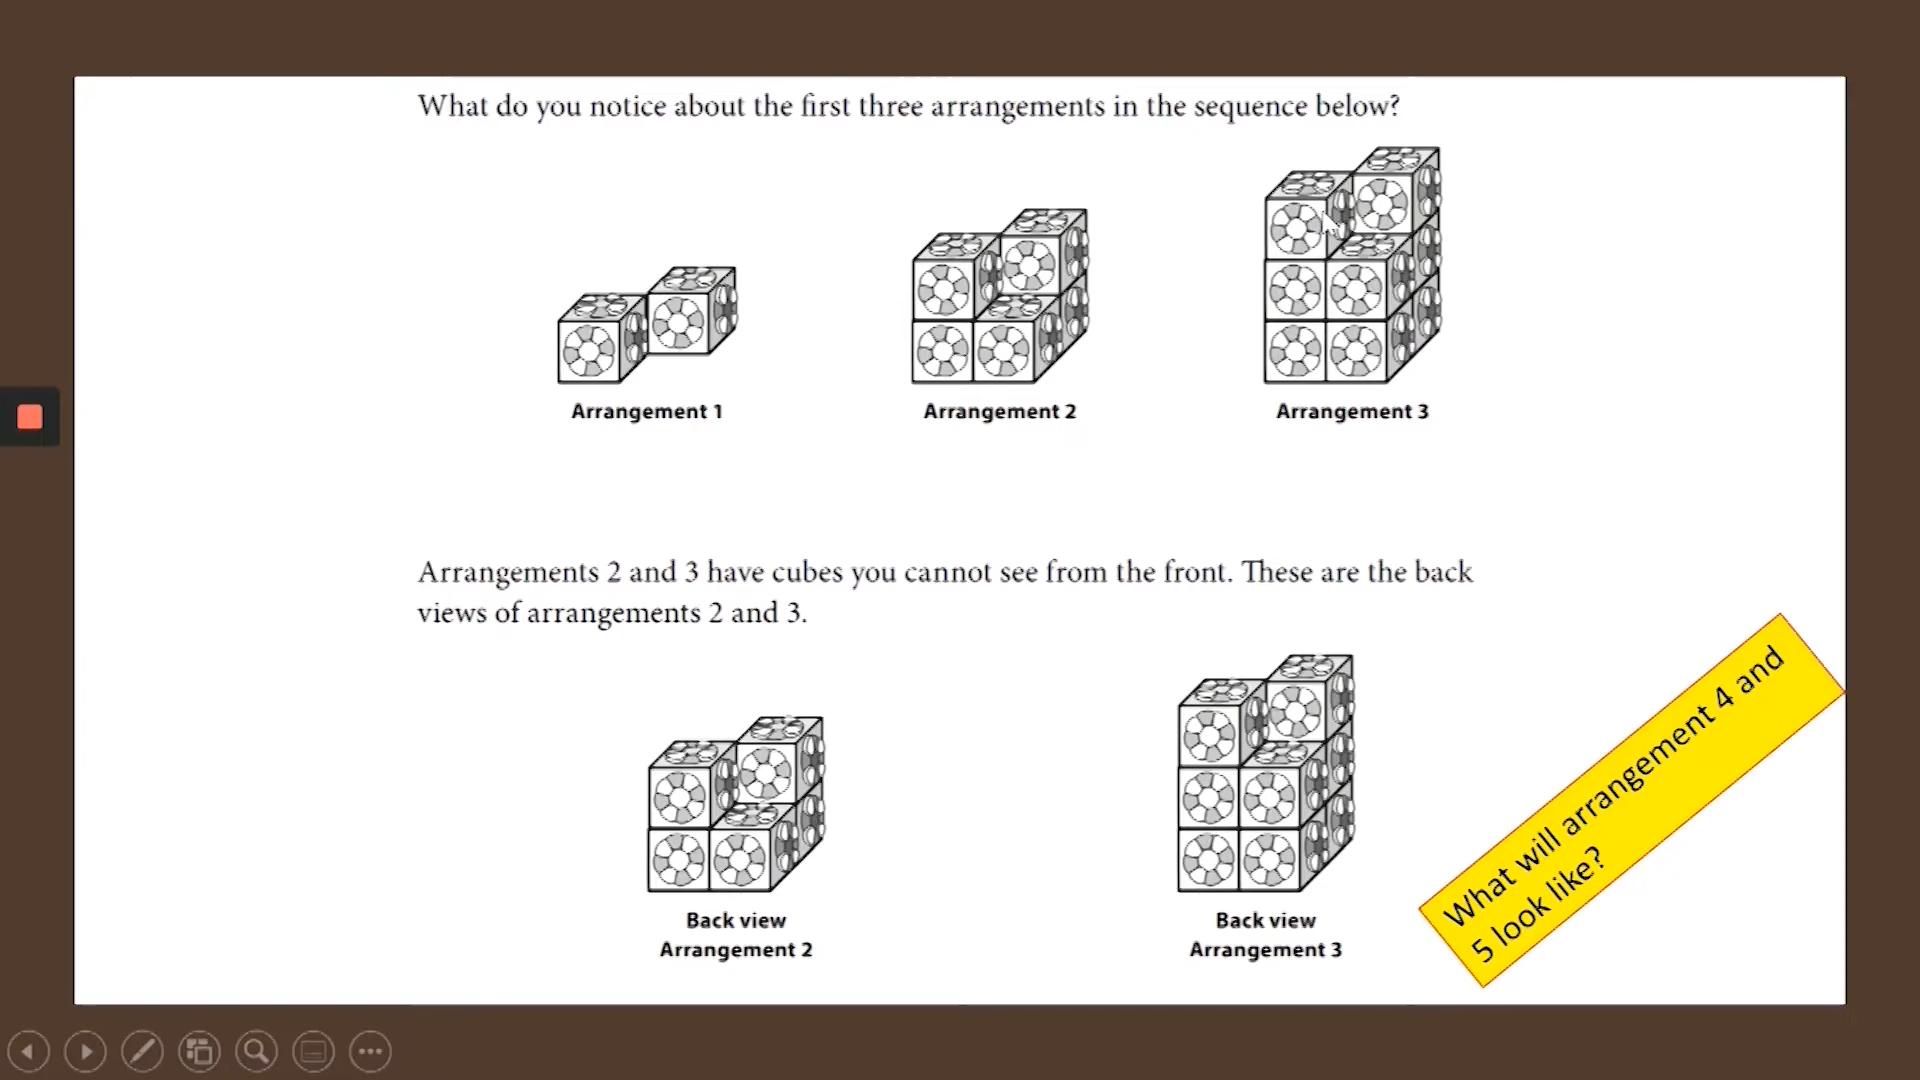 What do you notice about the first three arrangements in the sequence below?
Arrangement 1
Arrangement 2
Arrangement 3
Arrangements 2 and 3 have cubes you cannot see from the front. These are the back
views of arrangements 2 and 3.
Back view
Arrangement 2
Back view
Arrangement 3
What will arrangement 4 and
5 look like?